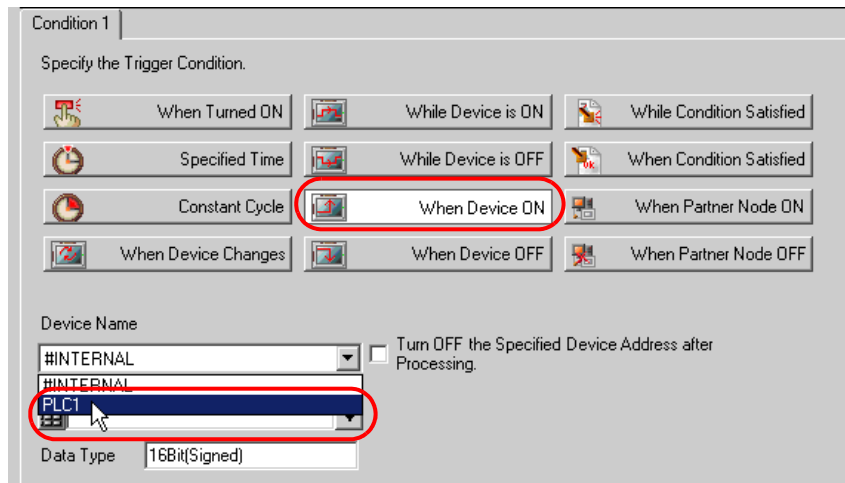 Condition 1
Specify the Trigger Condition.
When Turned ON
While Device is ON
While Condition Satisfied
Specified Time
While Device is OFF
OK
When Condition Satisfied
Constant Cycle
When Device ON
When Partner Node ON
When Device Changes
When Device OFF
When Partner Node OFF
Device Name
#INTERNAL
Turn OFF the Specified Device Address after
Processing.
#INTERNAL
PLC1
Data Type
16Bit(Signed)